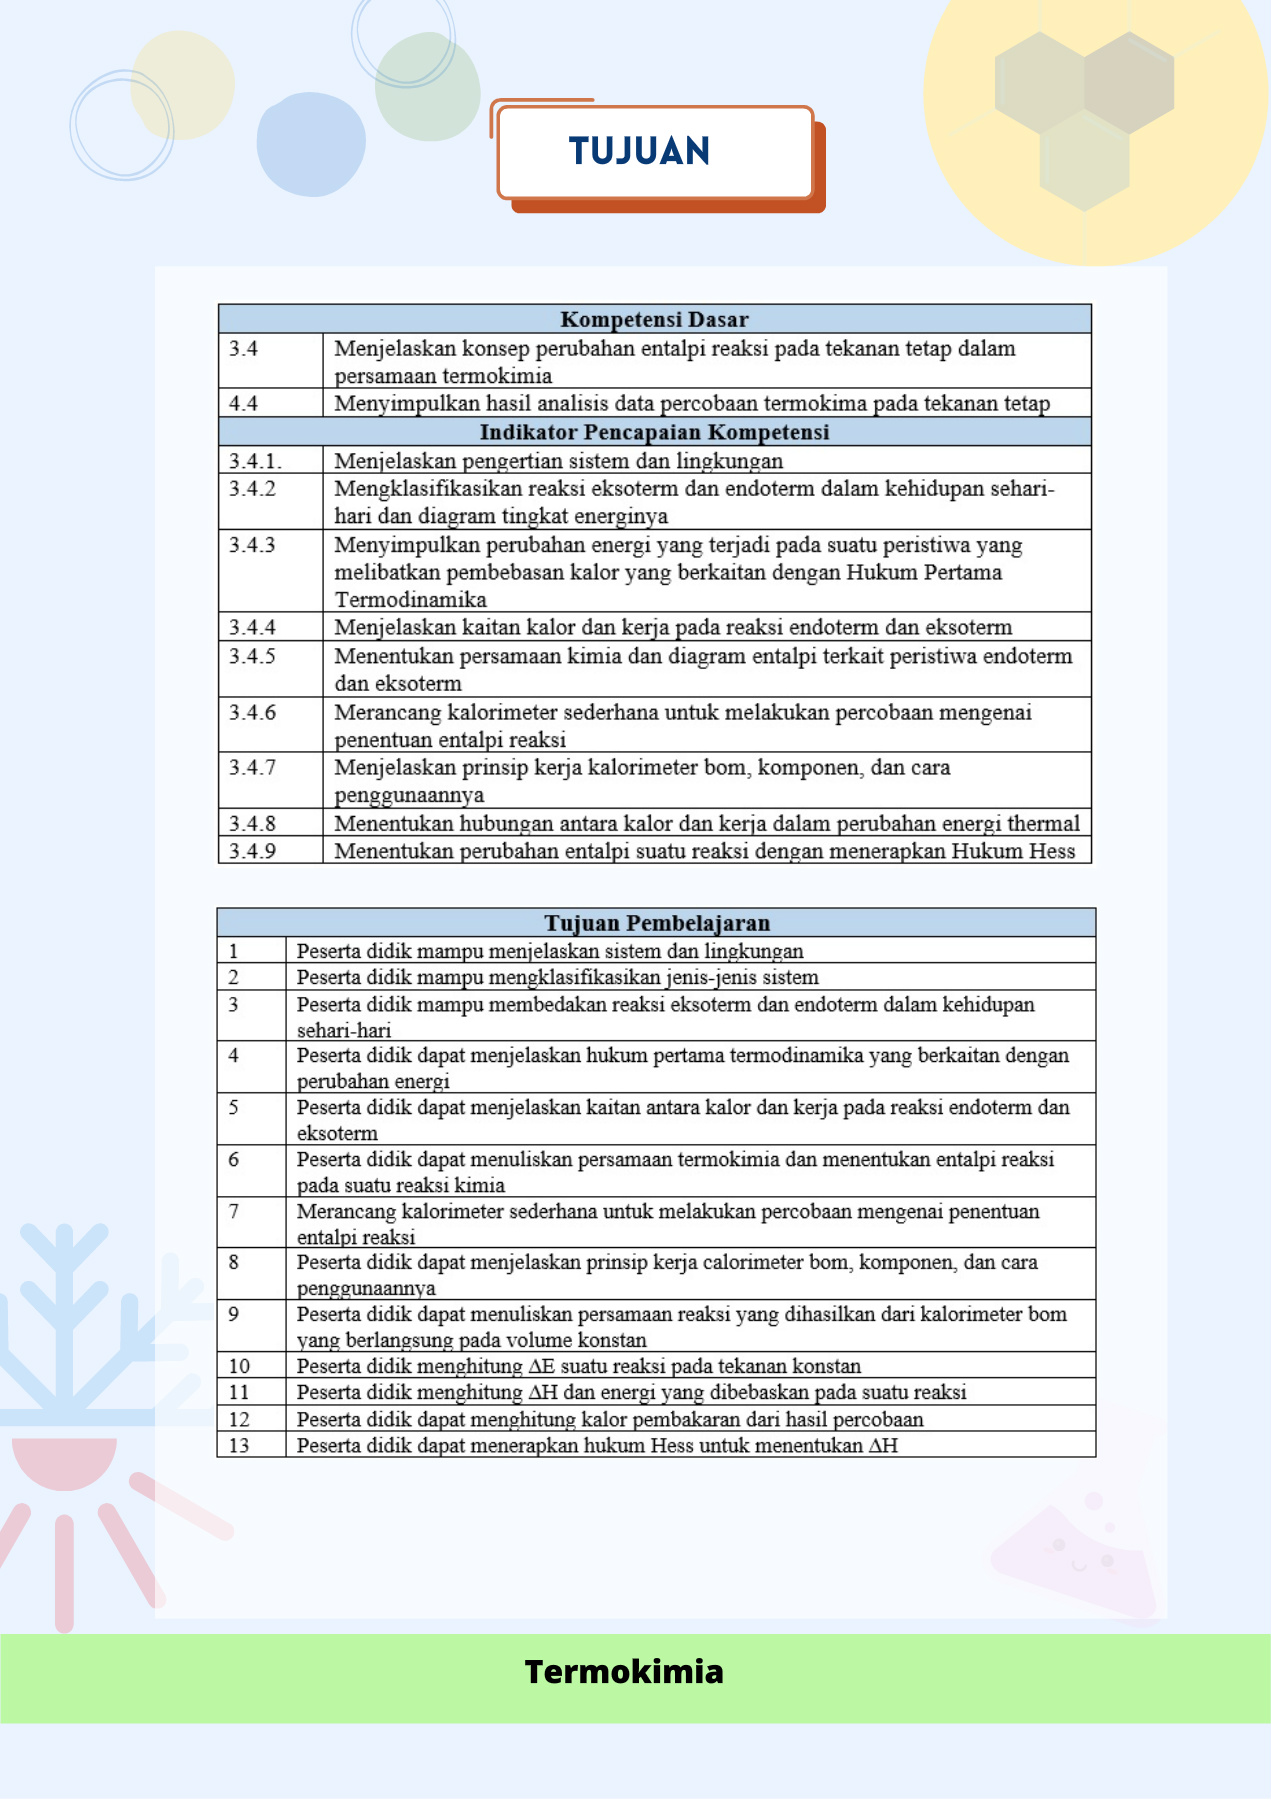 TUJUAN
Kompetensi Dasar
3.4 Menjelaskan konsep perubahan entalpi reaksi pada tekanan tetap dalam
persamaan termokimia
4.4 Menyimpulkan hasil analisis data percobaan termokima pada tekanan tetap
Indikator Pencapaian Kompetensi
3.4.1. Menjelaskan pengertian sistem dan lingkungan
3.4.2 Mengklasifikasikan reaksi eksoterm dan endoterm dalam kehidupan sehari-
hari dan diagram tingkat energinya
3.4.3 Menyimpulkan perubahan energi yang terjadi pada suatu peristiwa yang
melibatkan pembebasan kalor yang berkaitan dengan Hukum Pertama
Termodinamika
3.4.4 Menjelaskan kaitan kalor dan kerja pada reaksi endoterm dan eksoterm
3.4.5 Menentukan persamaan kimia dan diagram entalpi terkait peristiwa endoterm
dan eksoterm
3.4.6 Merancang kalorimeter sederhana untuk melakukan percobaan mengenai
penentuan entalpi reaksi
3.4.7 Menjelaskan prinsip kerja kalorimeter bom, komponen, dan cara
penggunaannya
3.4.8 Menentukan hubungan antara kalor dan kerja dalam perubahan energi thermal
3.4.9 Menentukan perubahan entalpi suatu reaksi dengan menerapkan Hukum Hess
Tujuan Pembelajaran
1 Peserta didik mampu menjelaskan sistem dan lingkungan
2 Peserta didik mampu mengklasifikasikan jenis-jenis sistem
3 Peserta didik mampu membedakan reaksi eksoterm dan endoterm dalam kehidupan
sehari-hari
4 Peserta didik dapat menjelaskan hukum pertama termodinamika yang berkaitan dengan
perubahan energi
5 Peserta didik dapat menjelaskan kaitan antara kalor dan kerja pada reaksi endoterm dan
eksoterm
6 Peserta didik dapat menuliskan persamaan termokimia dan menentukan entalpi reaksi
pada suatu reaksi kimia
7 Merancang kalorimeter sederhana untuk melakukan percobaan mengenai penentuan
entalpi reaksi
8 Peserta didik dapat menjelaskan prinsip kerja calorimeter bom, komponen, dan cara
penggunaannya
9 Peserta didik dapat menuliskan persamaan reaksi yang dihasilkan dari kalorimeter bom
yang berlangsung pada volume konstan
10 Peserta didik menghitung ΔE suatu reaksi pada tekanan konstan
11 Peserta didik menghitung ΔH dan energi yang dibebaskan pada suatu reaksi
12 Peserta didik dapat menghitung kalor pembakaran dari hasil percobaan
13 Peserta didik dapat menerapkan hukum Hess untuk menentukan ΔH
Termokimia